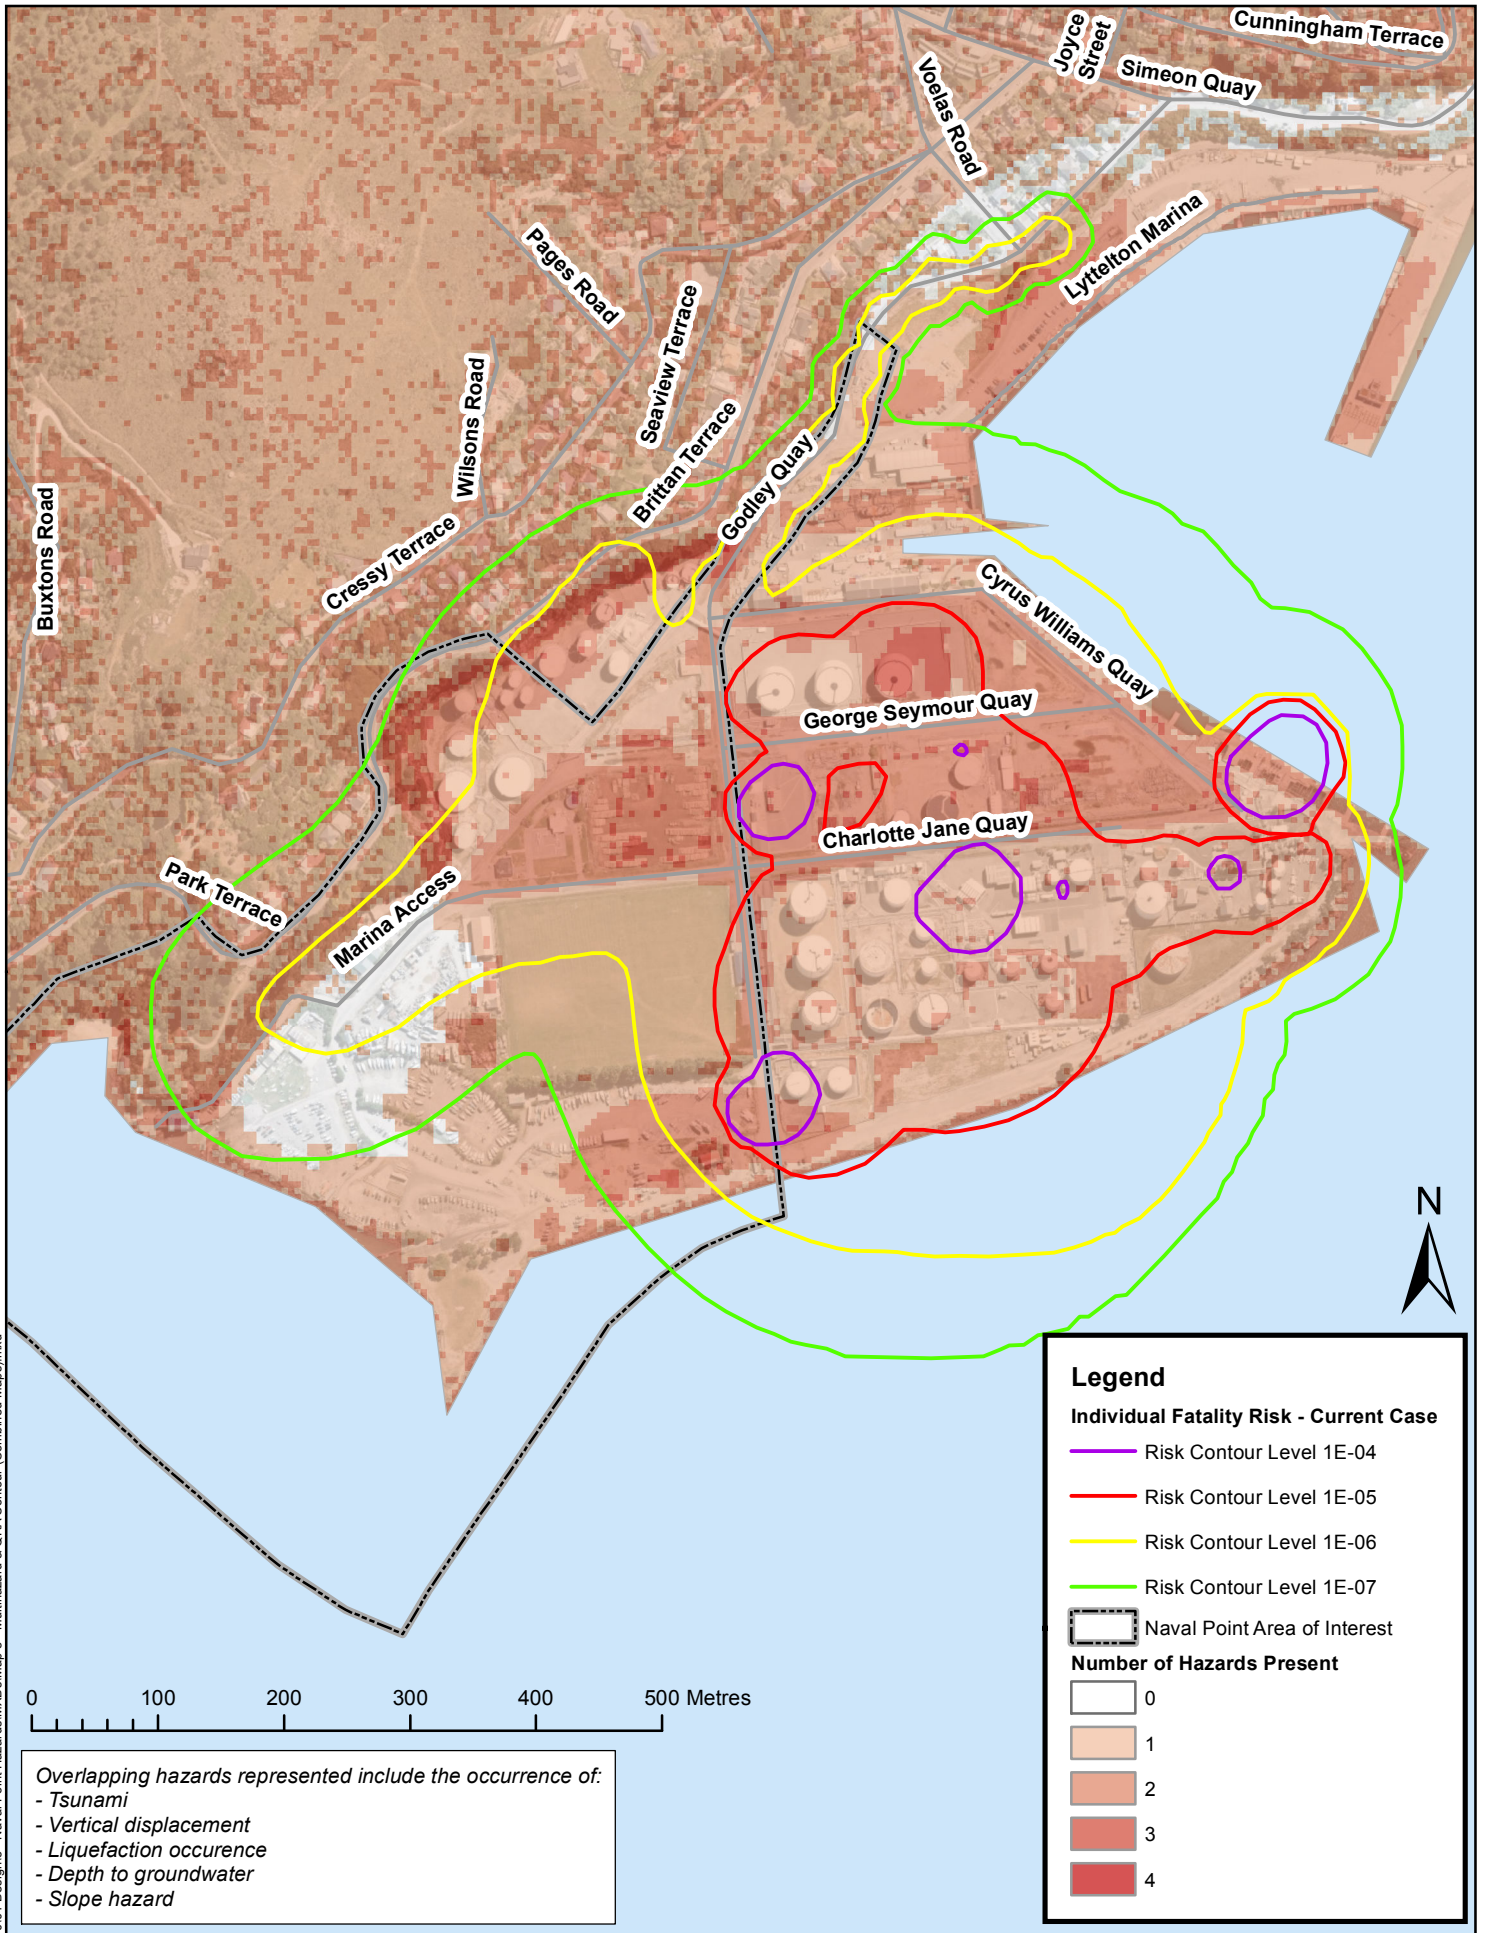 Cunningham Terrace
Joyce
Street
Simeon Quay
Voelas Road
Lyttelton Marina
Pages Road
Seaview Terrace
Wilsons Road
Brittan Terrace
Godley Quay
Buxtons Road
Cressy Terrace
Cyrus Williams Quay
George Seymour Quay
Charlotte Jane Quay
Park Terrace
Marina Access
N
Legend
Individual Fatality Risk - Current Case
Risk Contour Level 1E-04
Risk Contour Level 1E-05
Risk Contour Level 1E-06
Risk Contour Level 1E-07
Naval Point Area of Interest
Number of Hazards Present
0
1
2
3
4
0 100 200 300 400 500 Metres
Overlapping hazards represented include the occurrence of:
- Tsunami
- Vertical displacement
- Liquefaction occurence
- Depth to groundwater
- Slope hazard